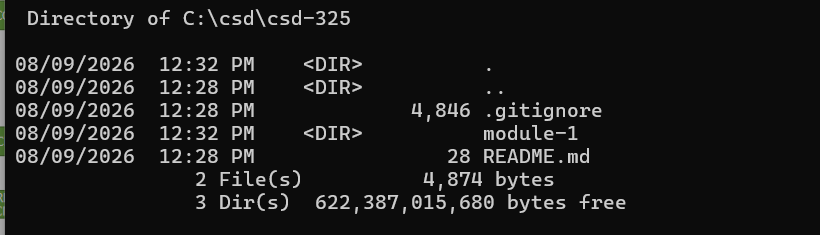 Directory of C:\csd\csd-325
08/09/2026  12:32 PM    <DIR>          .
08/09/2026  12:28 PM    <DIR>          ..
08/09/2026  12:28 PM             4,846 .gitignore
08/09/2026  12:32 PM    <DIR>          module-1
08/09/2026  12:28 PM                28 README.md
               2 File(s)          4,874 bytes
               3 Dir(s)  622,387,015,680 bytes free